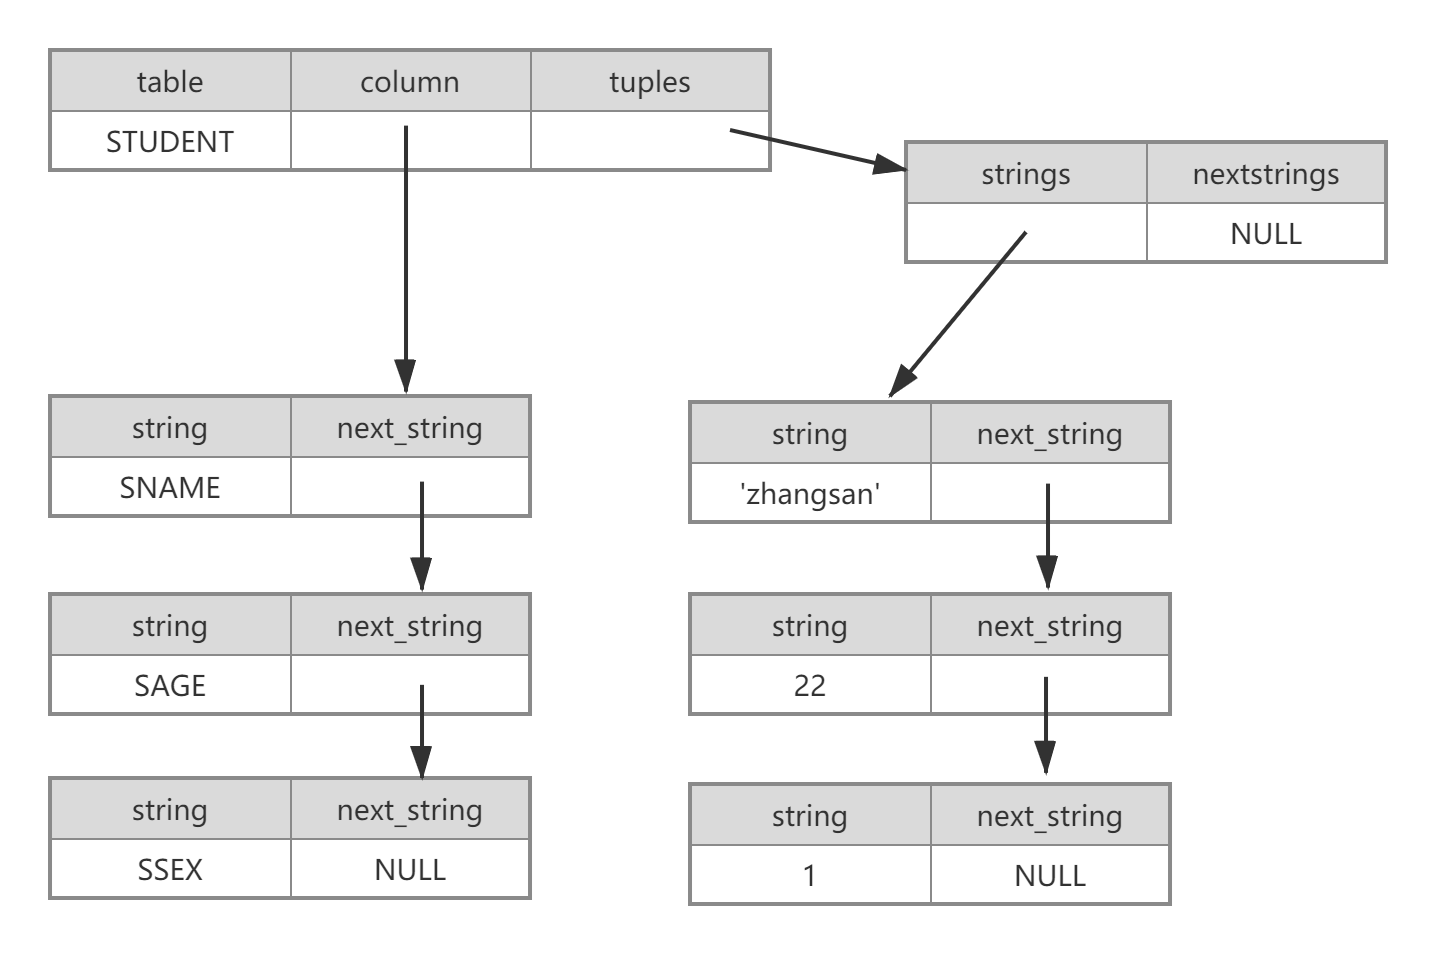 table column tuples
STUDENT
strings nextstrings
NULL
string next_string
SNAME
string next_string
'zhangsan'
string next_string
SAGE
string next_string
22
string next_string
SSEX NULL
string next_string
1 NULL